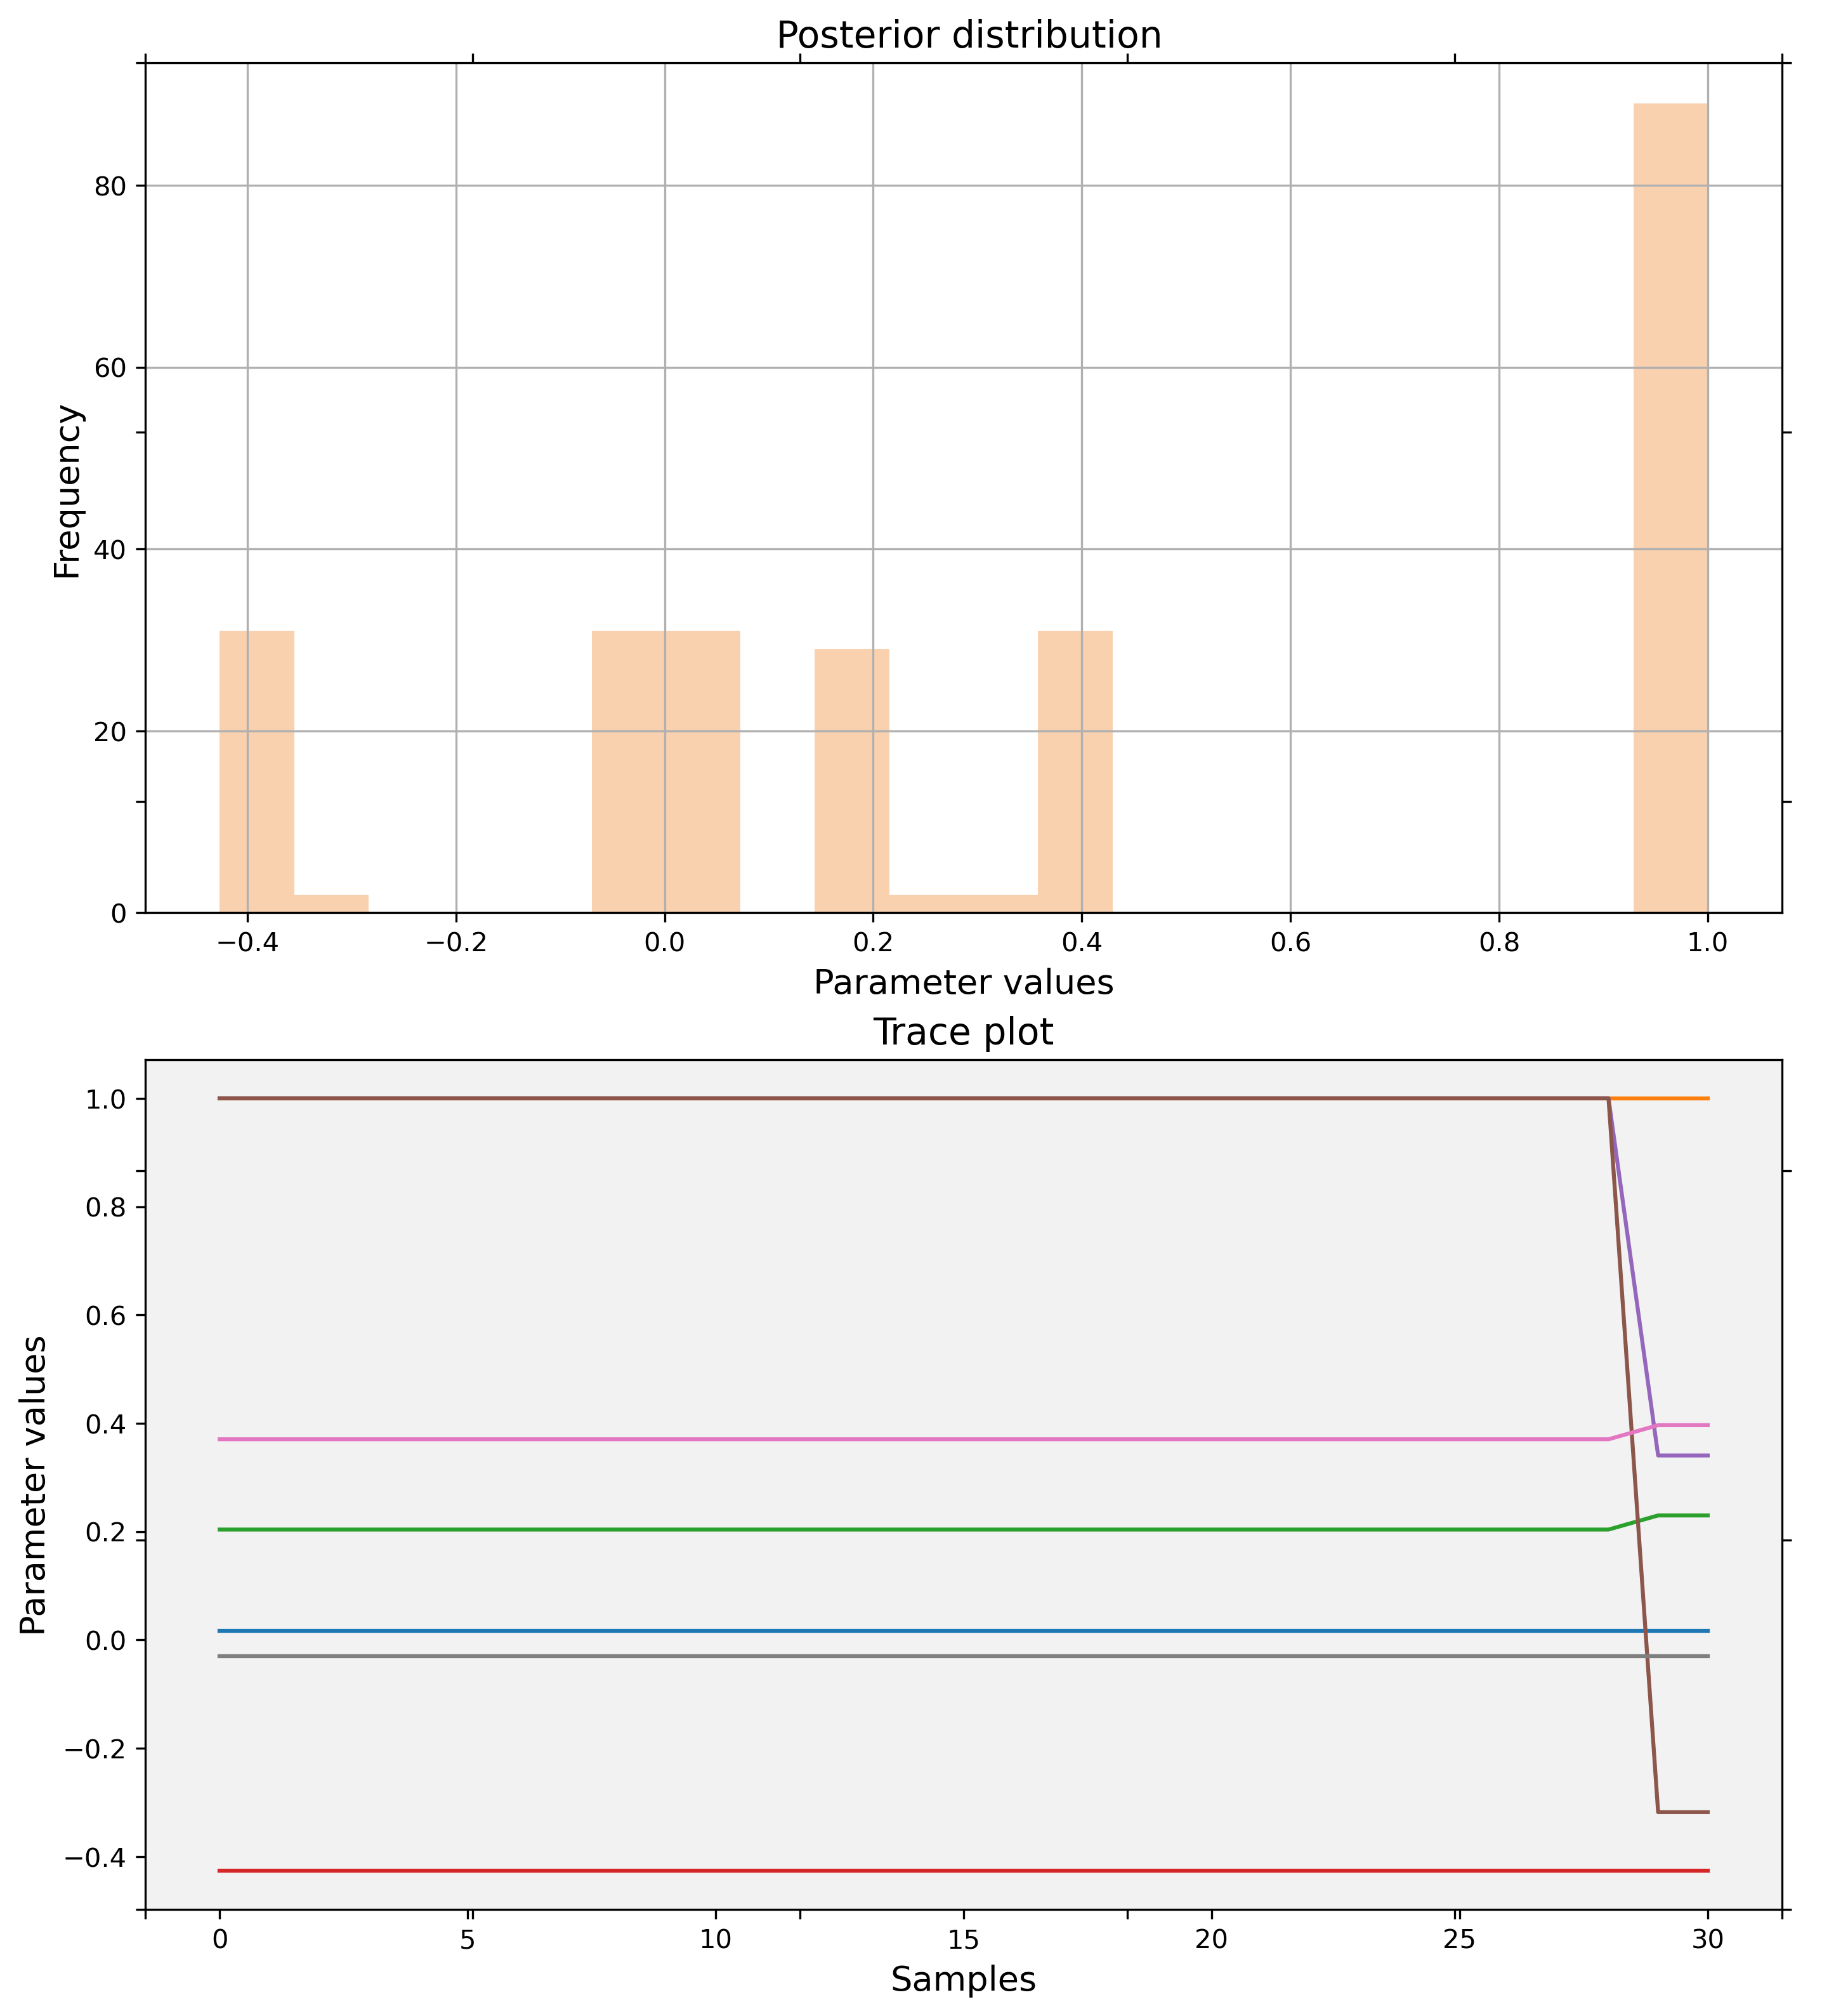 Posterior distribution
80
60
40
20
0
Frequency
−0.4 −0.2 0.0 0.2 0.4 0.6 0.8 1.0
Parameter values
Trace plot
1.0
0.8
0.6
0.4
0.2
0.0
−0.2
−0.4
Parameter values
0 5 10 15 20 25 30
Samples